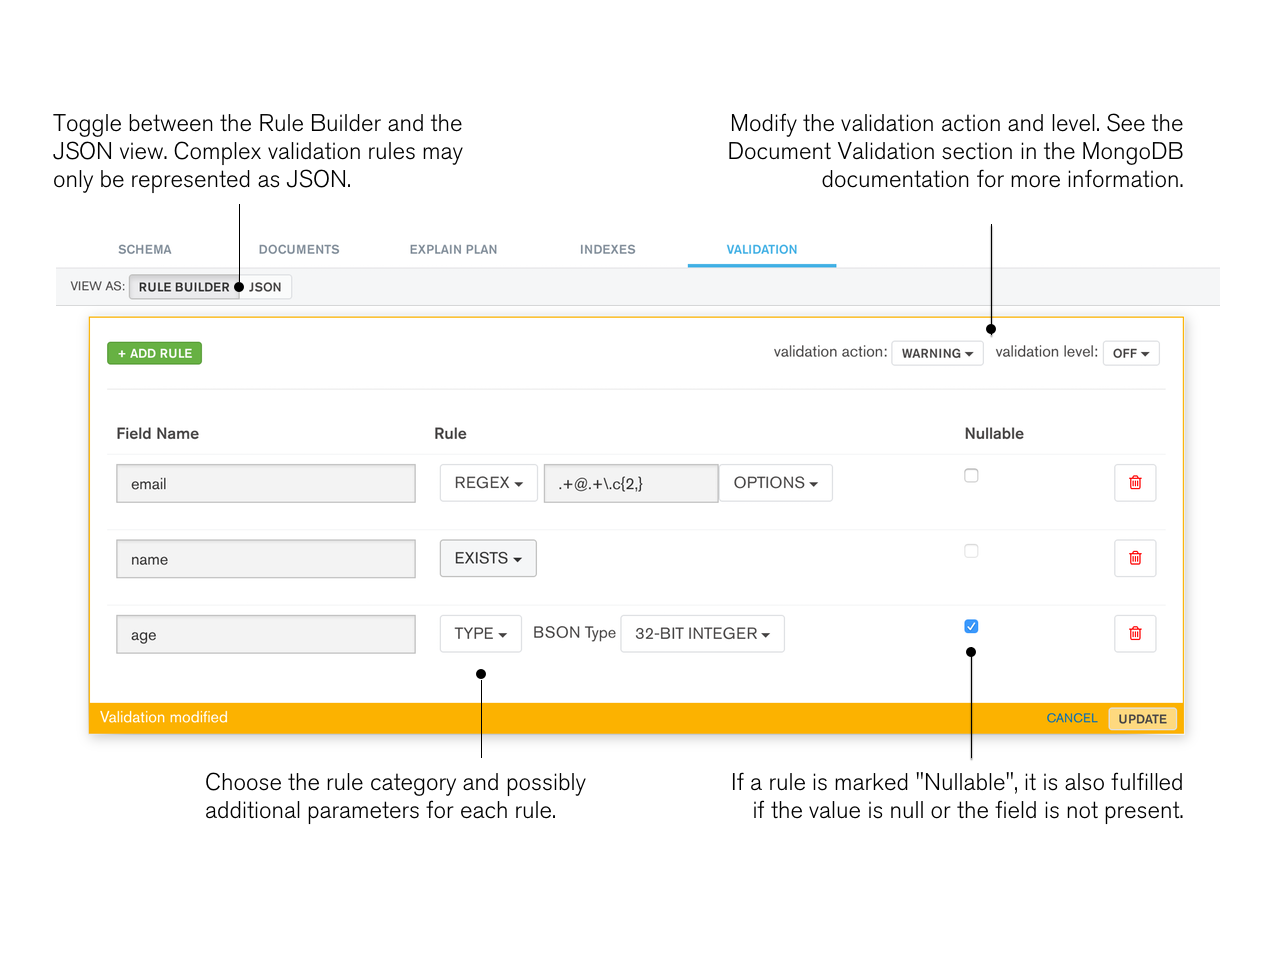 Toggle between the Rule Builder and the
JSON view. Complex validation rules may
only be represented as JSON.
Modify the validation action and level. See the
Document Validation section in the MongoDB
documentation for more information.
SCHEMA DOCUMENTS EXPLAIN PLAN INDEXES VALIDATION
VIEW AS: RULE BUILDER JSON
+ ADD RULE validation action: WARNING validation level: OFF
Field Name Rule Nullable
email REGEX .+@.+\.c{2,} OPTIONS
name EXISTS
age TYPE BSON Type 32-BIT INTEGER
Validation modified CANCEL UPDATE
Choose the rule category and possibly
additional parameters for each rule.
If a rule is marked "Nullable", it is also fulfilled
if the value is null or the field is not present.